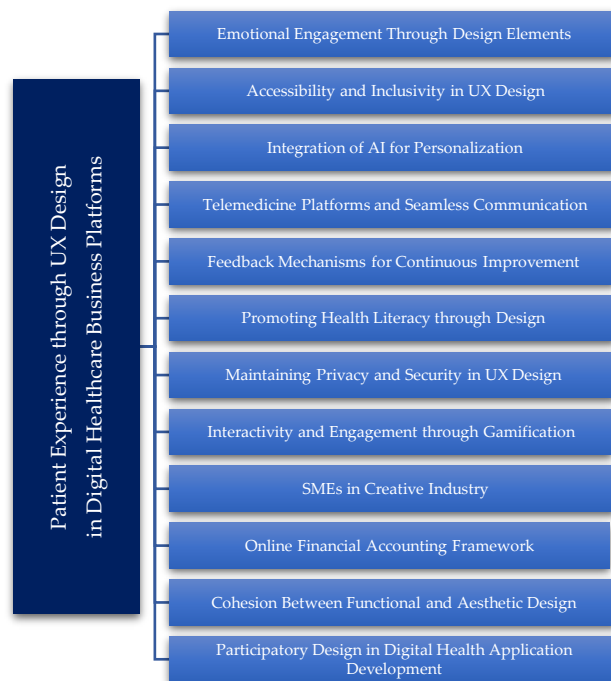 Patient Experience through UX Design
in Digital Healthcare Business Platforms
Emotional Engagement Through Design Elements
Accessibility and Inclusivity in UX Design
Integration of AI for Personalization
Telemedicine Platforms and Seamless Communication
Feedback Mechanisms for Continuous Improvement
Promoting Health Literacy through Design
Maintaining Privacy and Security in UX Design
Interactivity and Engagement through Gamification
SMEs in Creative Industry
Online Financial Accounting Framework
Cohesion Between Functional and Aesthetic Design
Participatory Design in Digital Health Application
Development